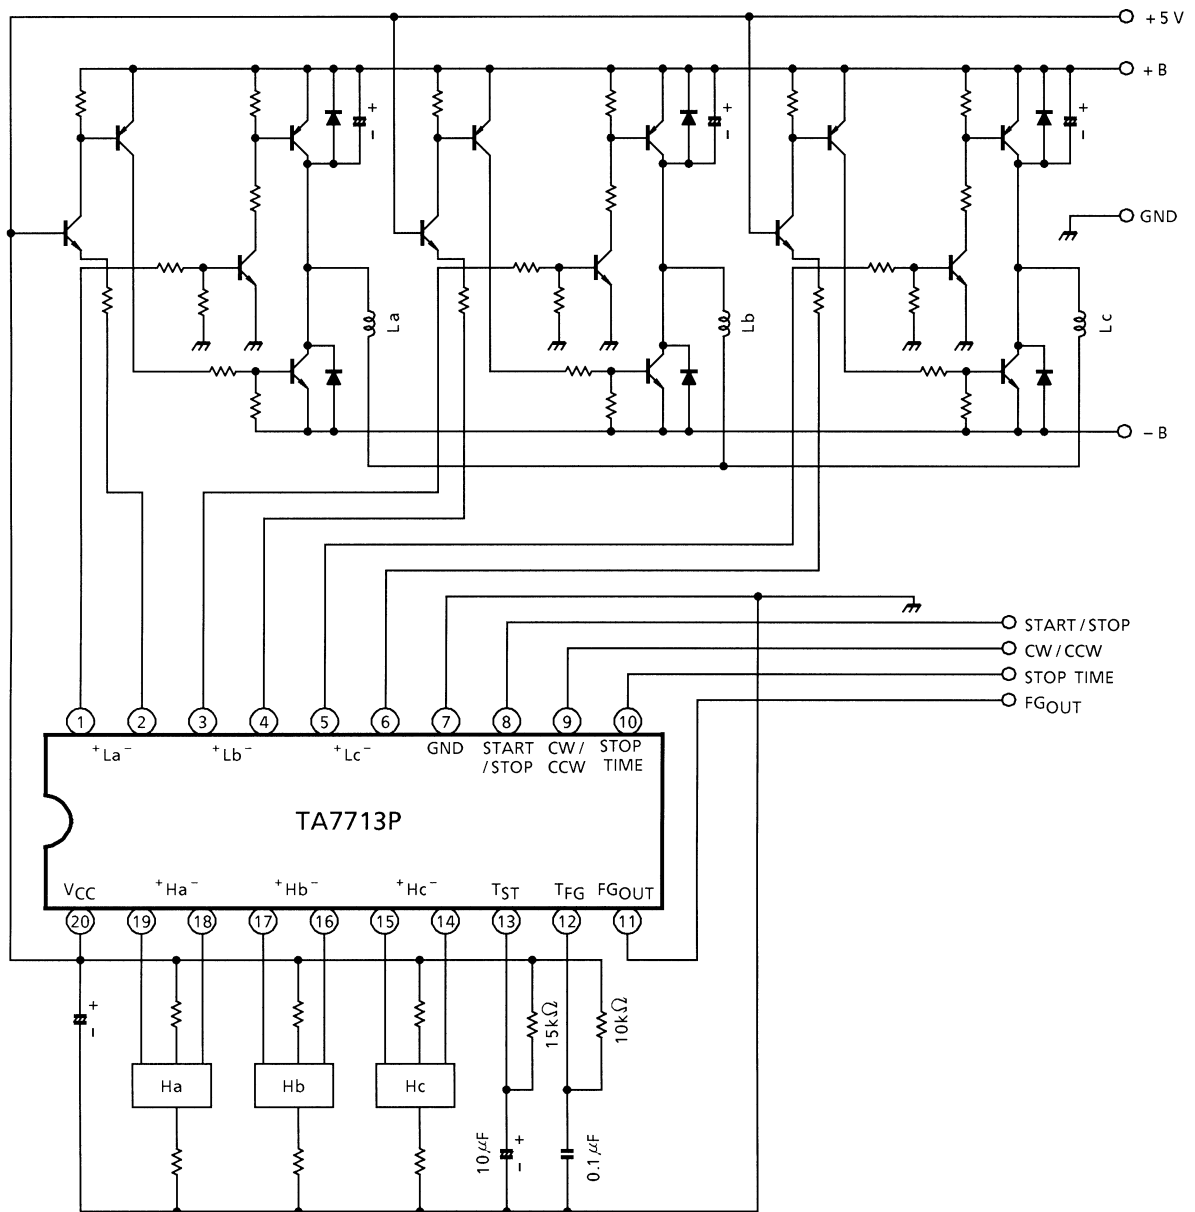 +5 V
+ B
+
-
+
-
+
-
GND
La
Lb
Lc
− B
START / STOP
CW / CCW
STOP TIME
FGOUT
1 2 3 4 5 6 7 8 9 10
+La- +Lb- +Lc- GND START /STOP CW / CCW STOP TIME
TA7713P
VCC +Ha- +Hb- +Hc- TST TFG FGOUT
20 19 18 17 16 15 14 13 12 11
+
-
15kΩ
10kΩ
Ha
Hb
Hc
10μF
+
-
0.1μF